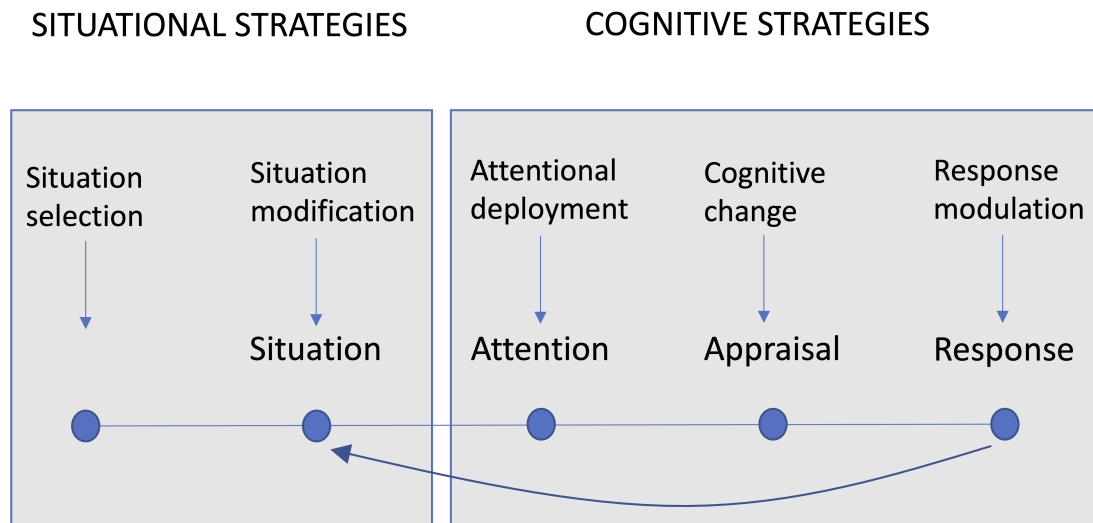 SITUATIONAL STRATEGIES
COGNITIVE STRATEGIES
Situation
selection
Situation
modification
Attentional
deployment
Cognitive
change
Response
modulation
Situation
Attention
Appraisal
Response